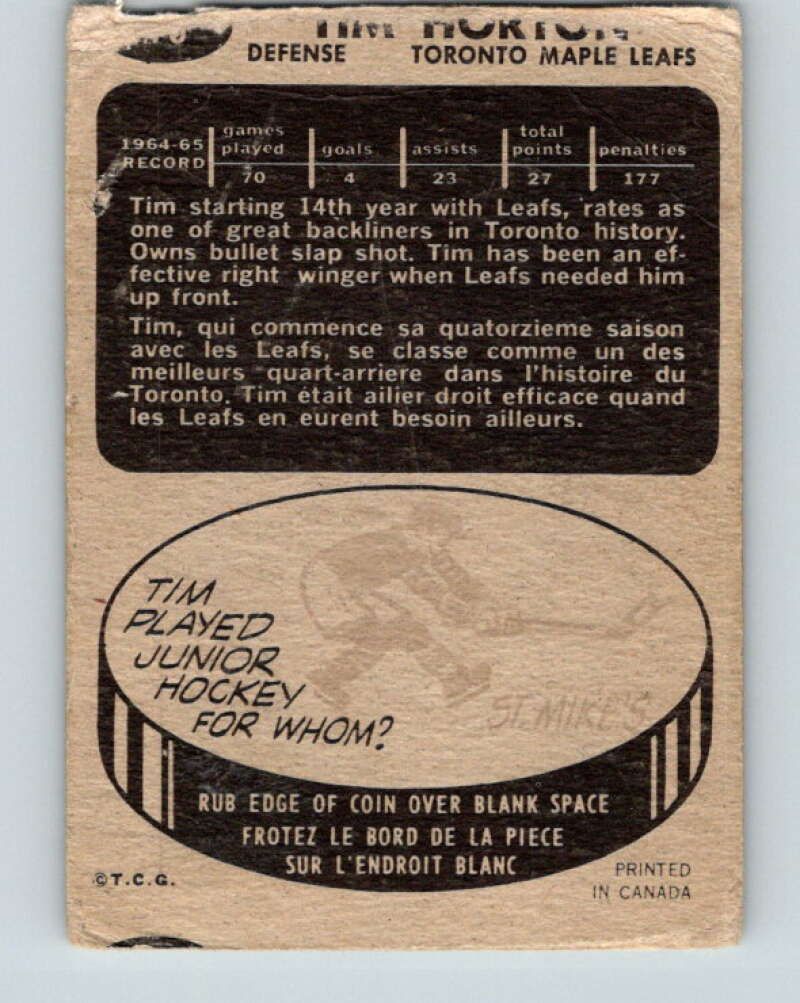 TIM HORTON
DEFENSE TORONTO MAPLE LEAFS
1964-65 RECORD games played goals assists total points penalties
70 4 23 27 177
Tim starting 14th year with Leafs, rates as
one of great backliners in Toronto history.
Owns bullet slap shot. Tim has been an ef-
fective right winger when Leafs needed him
up front.
Tim, qui commence sa quatorzieme saison
avec les Leafs, se classe comme un des
meilleurs quart-arriere dans l'histoire du
Toronto. Tim était ailier droit efficace quand
les Leafs en eurent besoin ailleurs.
TIM
PLAYED
JUNIOR
HOCKEY
FOR WHOM?
ST. MIKE'S
RUB EDGE OF COIN OVER BLANK SPACE
FROTEZ LE BORD DE LA PIECE
SUR L'ENDROIT BLANC
©T.C.G.
PRINTED
IN CANADA